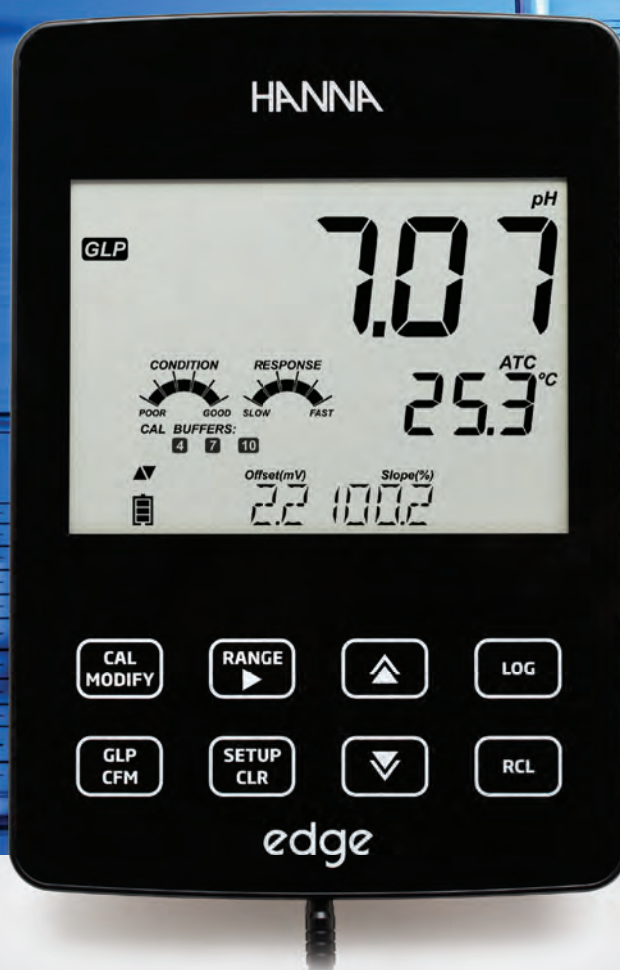 HANNA
pH
GLP
7.07
CONDITION RESPONSE
ATC
25.3 °C
POOR GOOD SLOW FAST
CAL BUFFERS:
4 7 10
Offset(mV) Slope(%)
2.2 100.2
CAL MODIFY
RANGE
LOG
GLP CFM
SETUP CLR
RCL
edge